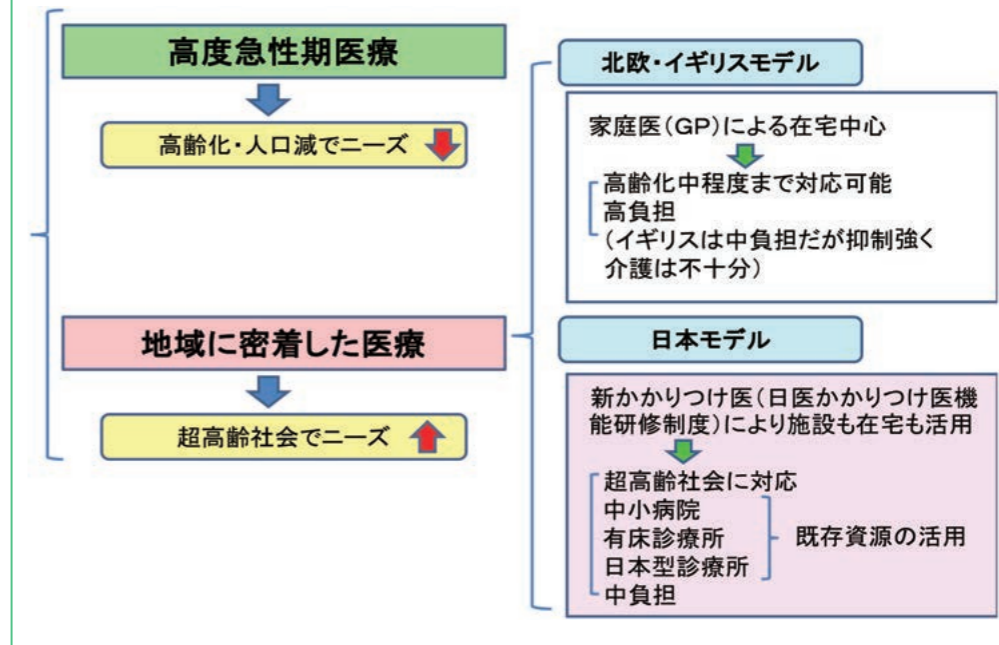 高度急性期医療
高齢化・人口減でニーズ
地域に密着した医療
超高齢社会でニーズ
北欧・イギリスモデル
家庭医(GP)による在宅中心
高齢化中程度まで対応可能
高負担
(イギリスは中負担だが抑制強く
介護は不十分)
日本モデル
新かかりつけ医(日医かかりつけ医機
能研修制度)により施設も在宅も活用
超高齢社会に対応
中小病院
有床診療所
日本型診療所
中負担
既存資源の活用